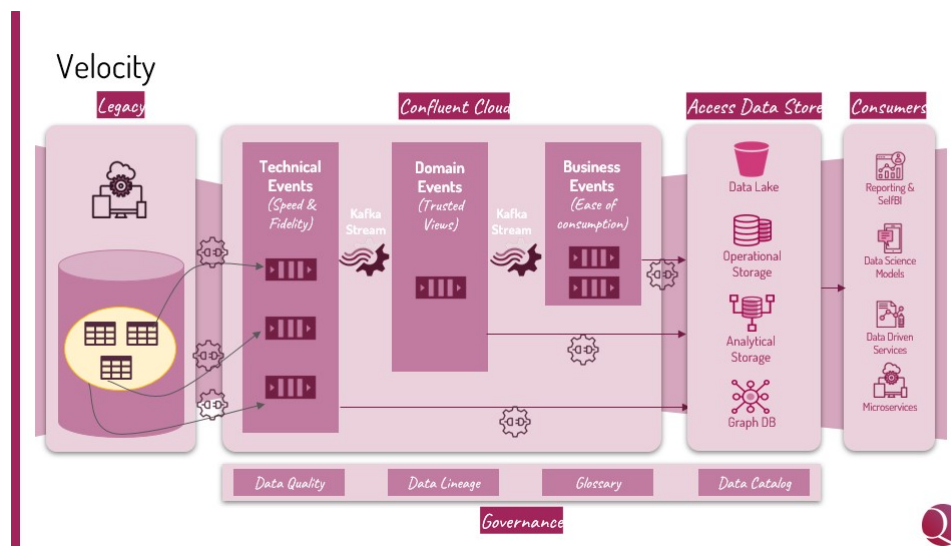 Velocity
Legacy
Confluent Cloud
Access Data Store
Consumers
Technical
Events
(Speed &
Fidelity)
Kafka
Stream
Domain
Events
(Trusted
Views)
Kafka
Stream
Business
Events
(Ease of
consumption)
Data Lake
Operational
Storage
Analytical
Storage
Graph DB
Reporting &
SelfBI
Data Science
Models
Data Driven
Services
Microservices
Data Quality
Data Lineage
Glossary
Data Catalog
Governance
Q